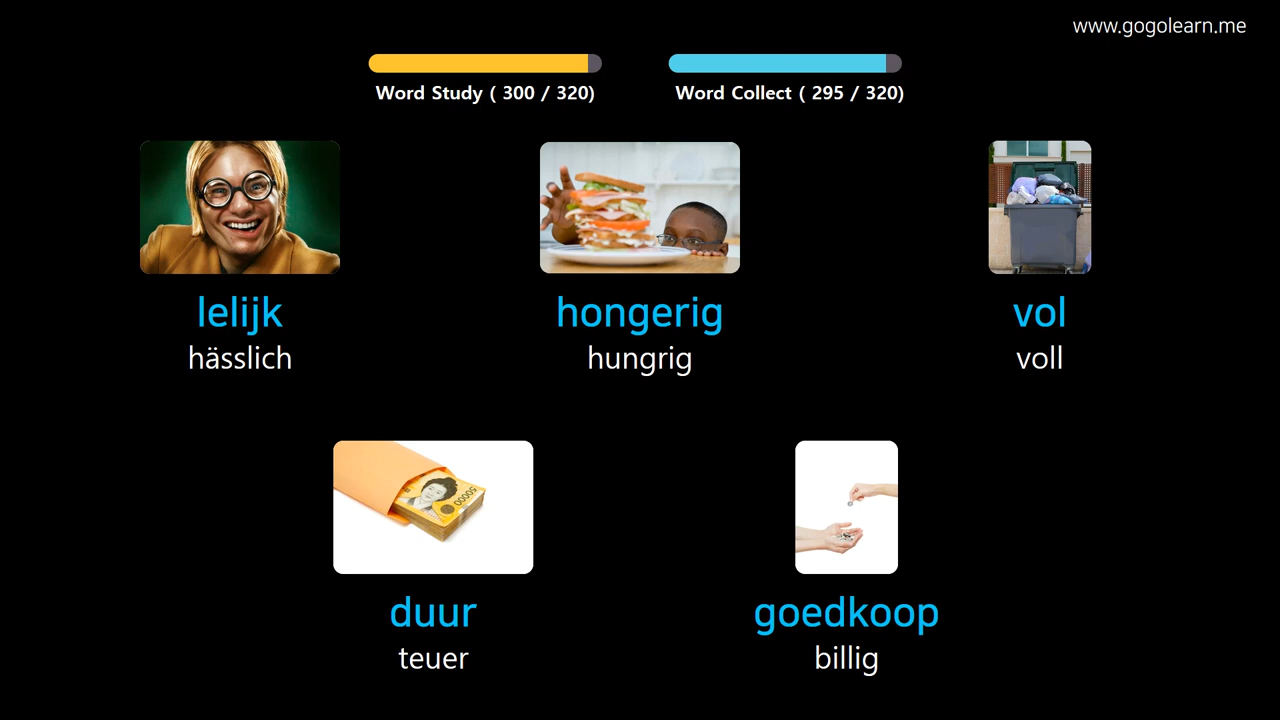 www.gogolearn.me
Word Study ( 300 / 320)
Word Collect ( 295 / 320)
lelijk
hässlich
hongerig
hungrig
vol
voll
50000
duur
teuer
goedkoop
billig